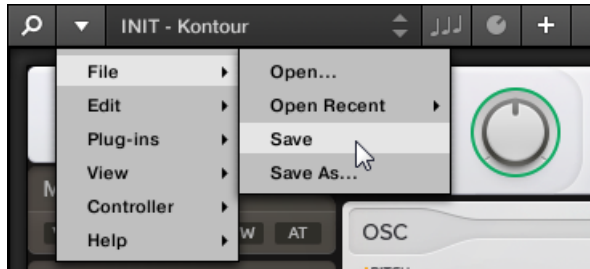 INIT - Kontour
File
Edit
Plug-ins
View
Controller
Help
Open...
Open Recent
Save
Save As...
M
W
AT
OSC